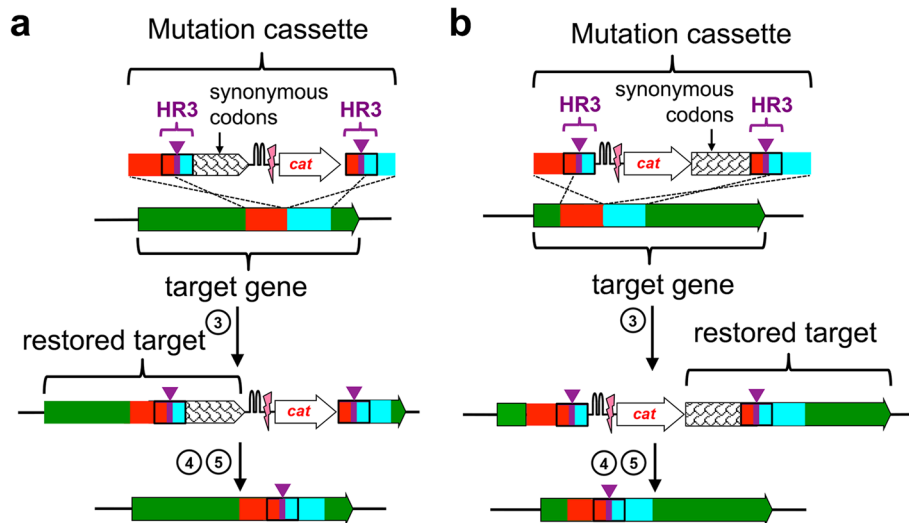 a
Mutation cassette
synonymous
codons
HR3
HR3
cat
target gene
3
restored target
cat
4 5
b
Mutation cassette
synonymous
codons
HR3
HR3
cat
target gene
3
restored target
cat
4 5